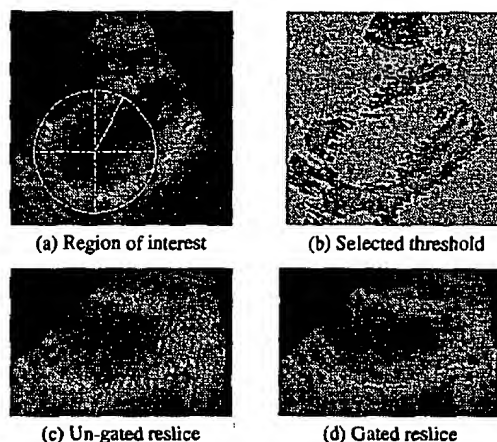 (a) Region of interest
(b) Selected threshold
(c) Un-gated reslice
(d) Gated reslice